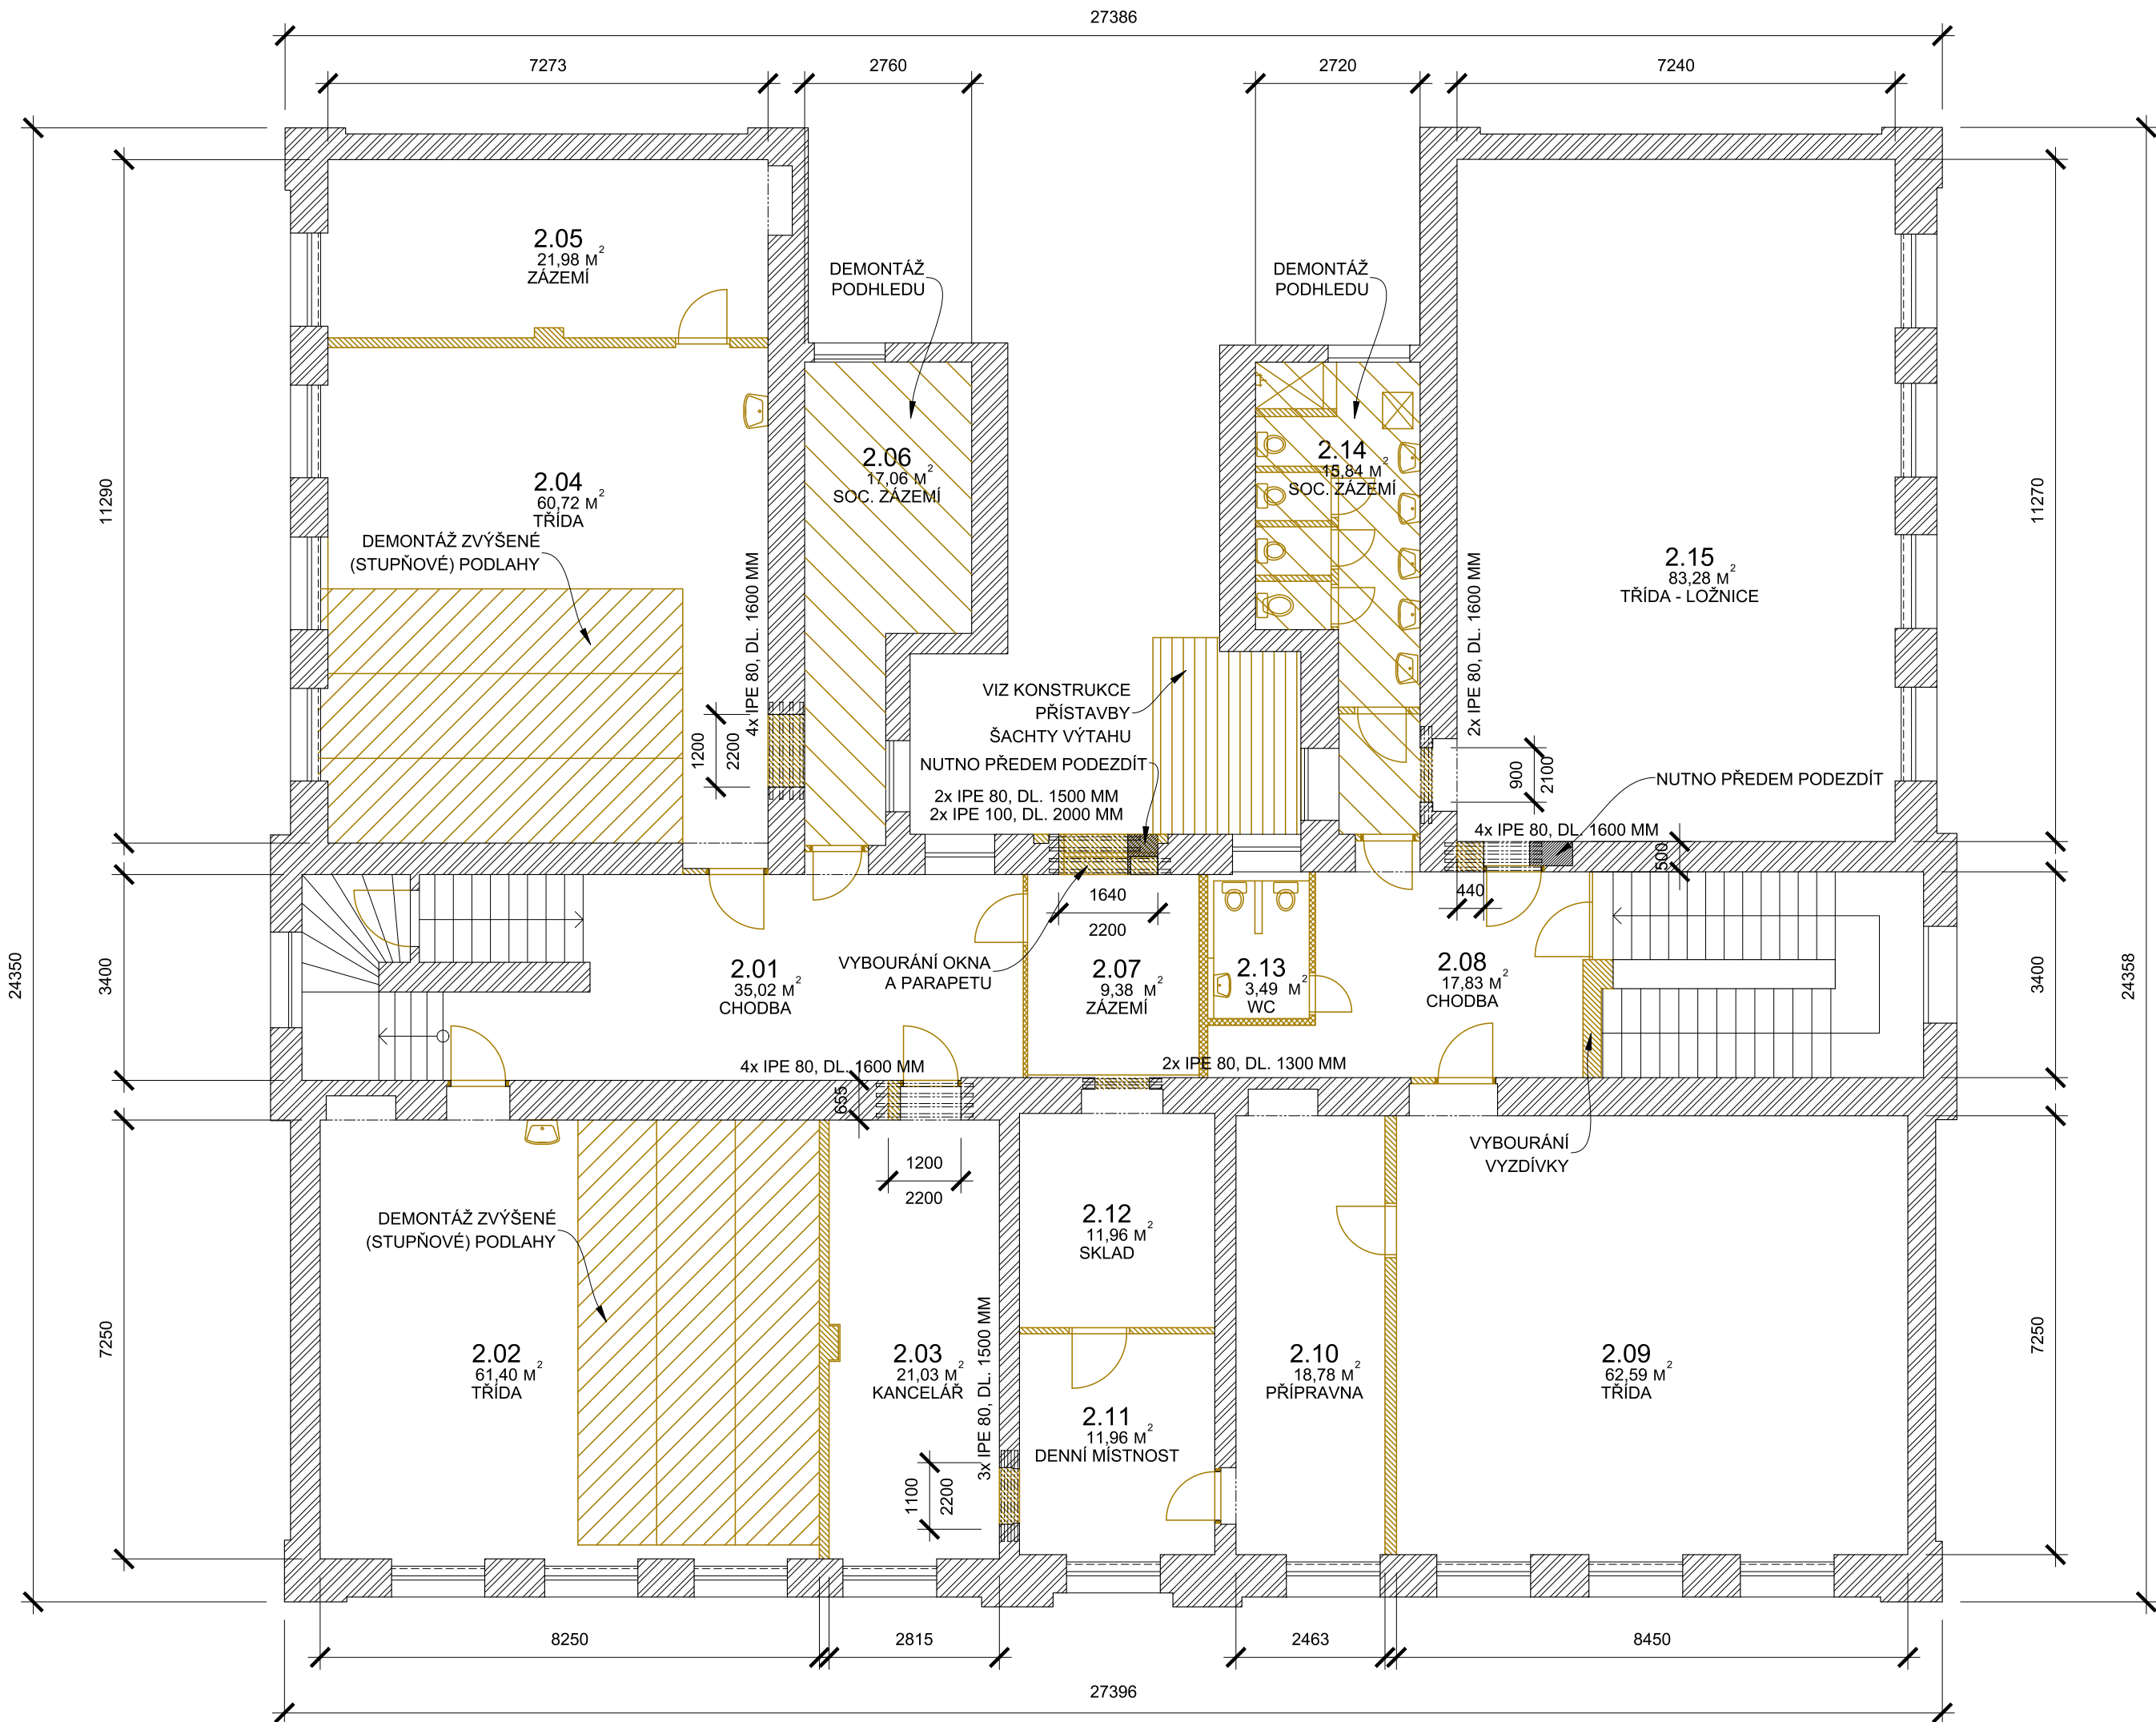 27386
7273
2760
2720
7240
2.05
21,98 M²
ZÁZEMÍ
DEMONTÁŽ
PODHLEDU
DEMONTÁŽ
PODHLEDU
2.06
17,06 M²
SOC. ZÁZEMÍ
2.14
15,84 M²
SOC. ZÁZEMÍ
2.04
60,72 M²
TŘÍDA
11290
11270
DEMONTÁŽ ZVÝŠENÉ
(STUPŇOVÉ) PODLAHY
2.15
83,28 M²
TŘÍDA - LOŽNICE
4x IPE 80, DL. 1600 MM
2x IPE 80, DL. 1600 MM
1200
2200
VIZ KONSTRUKCE
PŘÍSTAVBY
ŠACHTY VÝTAHU
NUTNO PŘEDEM PODEZDÍT
2x IPE 80, DL. 1500 MM
2x IPE 100, DL. 2000 MM
900
2100
NUTNO PŘEDEM PODEZDÍT
4x IPE 80, DL. 1600 MM
500
440
1640
2200
24350
3400
3400
24358
VYBOURÁNÍ OKNA
A PARAPETU
2.01
35,02 M²
CHODBA
2.07
9,38 M²
ZÁZEMÍ
2.13
3,49 M²
WC
2.08
17,83 M²
CHODBA
4x IPE 80, DL. 1600 MM
2x IPE 80, DL. 1300 MM
655
1200
2200
VYBOURÁNÍ
VYZDÍVKY
DEMONTÁŽ ZVÝŠENÉ
(STUPŇOVÉ) PODLAHY
2.12
11,96 M²
SKLAD
7250
7250
2.02
61,40 M²
TŘÍDA
2.03
21,03 M²
KANCELÁŘ
3x IPE 80, DL. 1500 MM
2.10
18,78 M²
PŘÍPRAVNA
2.09
62,59 M²
TŘÍDA
2.11
11,96 M²
DENNÍ MÍSTNOST
1100
2200
8250
2815
2463
8450
27396